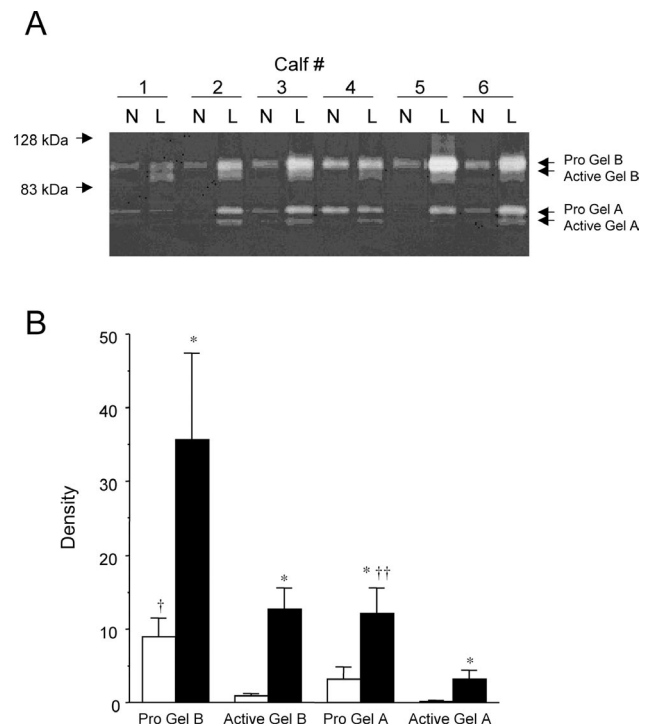 A
Calf #
1 2 3 4 5 6
N L N L N L N L N L N L
128 kDa
83 kDa
Pro Gel B
Active Gel B
Pro Gel A
Active Gel A
B
50
40
30
20
10
0
Density
*
†
*
* ††
*
Pro Gel B Active Gel B Pro Gel A Active Gel A